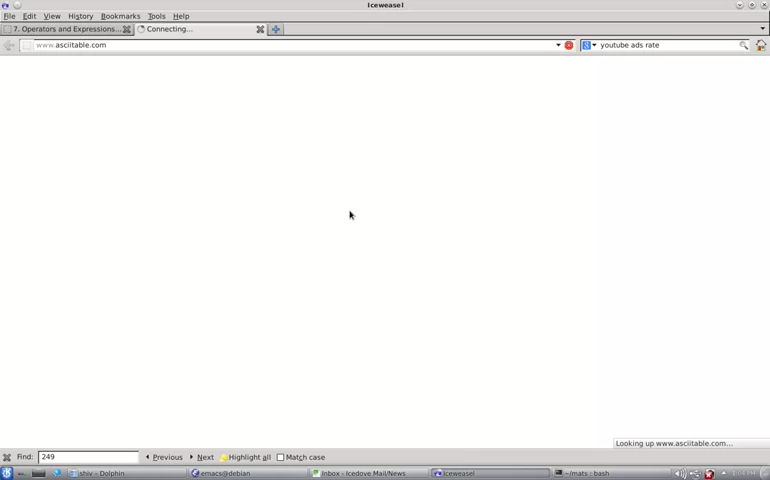 Iceweasel
File Edit View History Bookmarks Tools Help
7. Operators and Expressions... Connecting...
www.asciitable.com youtube ads rate
Looking up www.asciitable.com...
Find: 249 Previous Next Highlight all Match case
shiv - Dolphin emacs@debian Inbox - Icedove Mail/News Iceweasel ~/mats : bash